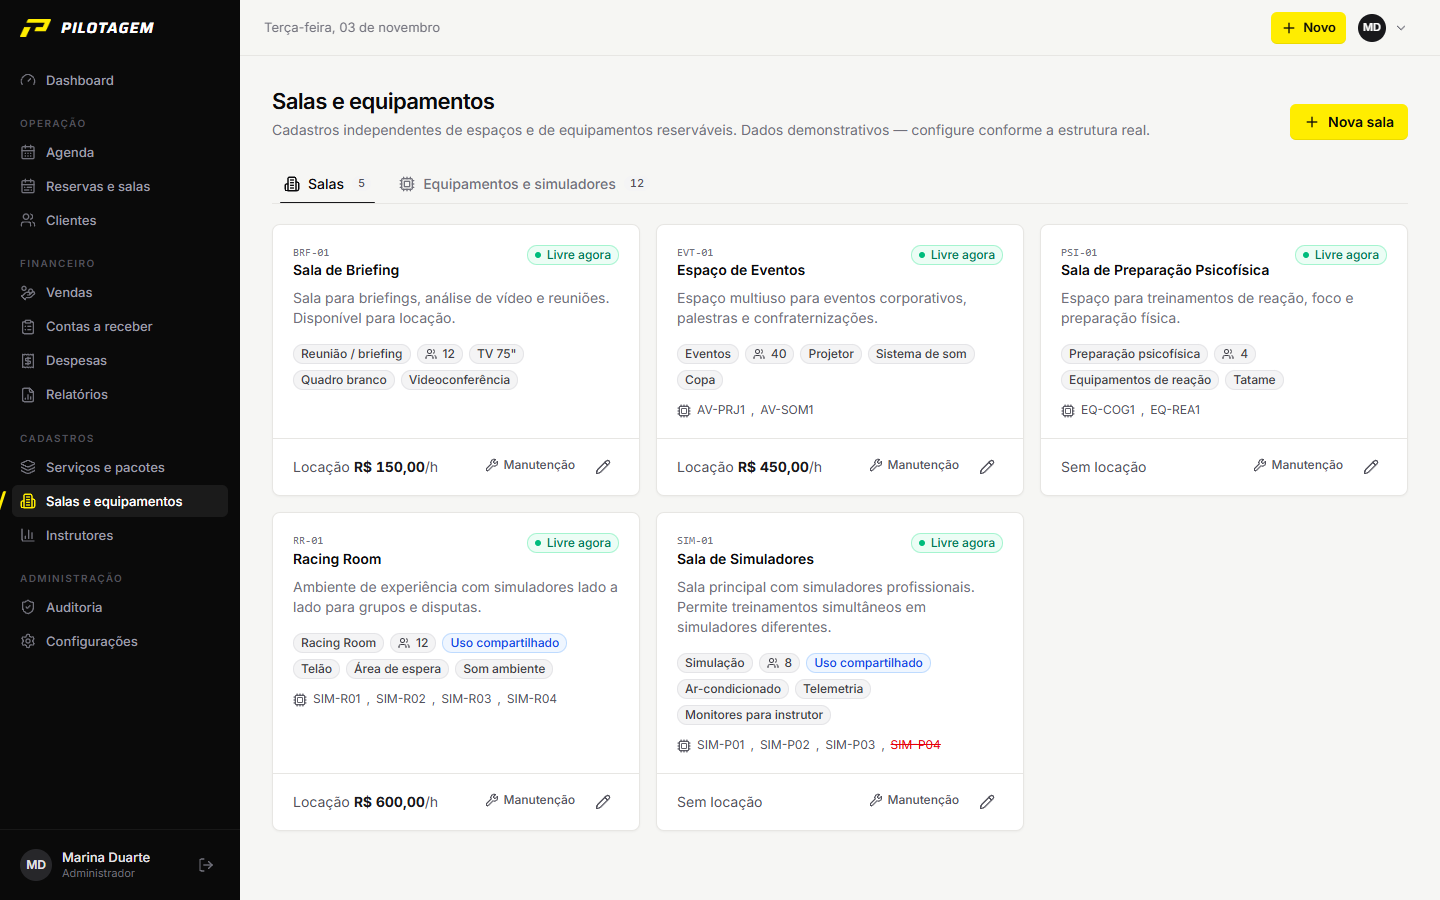 PILOTAGEM
Dashboard
OPERAÇÃO
Agenda
Reservas e salas
Clientes
FINANCEIRO
Vendas
Contas a receber
Despesas
Relatórios
CADASTROS
Serviços e pacotes
Salas e equipamentos
Instrutores
ADMINISTRAÇÃO
Auditoria
Configurações
MD
Marina Duarte
Administrador
Terça-feira, 03 de novembro
Novo
MD
Salas e equipamentos
Cadastros independentes de espaços e de equipamentos reserváveis. Dados demonstrativos — configure conforme a estrutura real.
Nova sala
Salas 5
Equipamentos e simuladores 12
BRF-01
Livre agora
Sala de Briefing
Sala para briefings, análise de vídeo e reuniões.
Disponível para locação.
Reunião / briefing 12 TV 75"
Quadro branco Videoconferência
Locação R$ 150,00/h
Manutenção
EVT-01
Livre agora
Espaço de Eventos
Espaço multiuso para eventos corporativos,
palestras e confraternizações.
Eventos 40 Projetor Sistema de som
Copa
AV-PRJ1 , AV-SOM1
Locação R$ 450,00/h
Manutenção
PSI-01
Livre agora
Sala de Preparação Psicofísica
Espaço para treinamentos de reação, foco e
preparação física.
Preparação psicofísica 4
Equipamentos de reação Tatame
EQ-COG1 , EQ-REA1
Sem locação
Manutenção
RR-01
Livre agora
Racing Room
Ambiente de experiência com simuladores lado a
lado para grupos e disputas.
Racing Room 12 Uso compartilhado
Telão Área de espera Som ambiente
SIM-R01 , SIM-R02 , SIM-R03 , SIM-R04
Locação R$ 600,00/h
Manutenção
SIM-01
Livre agora
Sala de Simuladores
Sala principal com simuladores profissionais.
Permite treinamentos simultâneos em
simuladores diferentes.
Simulação 8 Uso compartilhado
Ar-condicionado Telemetria
Monitores para instrutor
SIM-P01 , SIM-P02 , SIM-P03 , SIM-P04
Sem locação
Manutenção